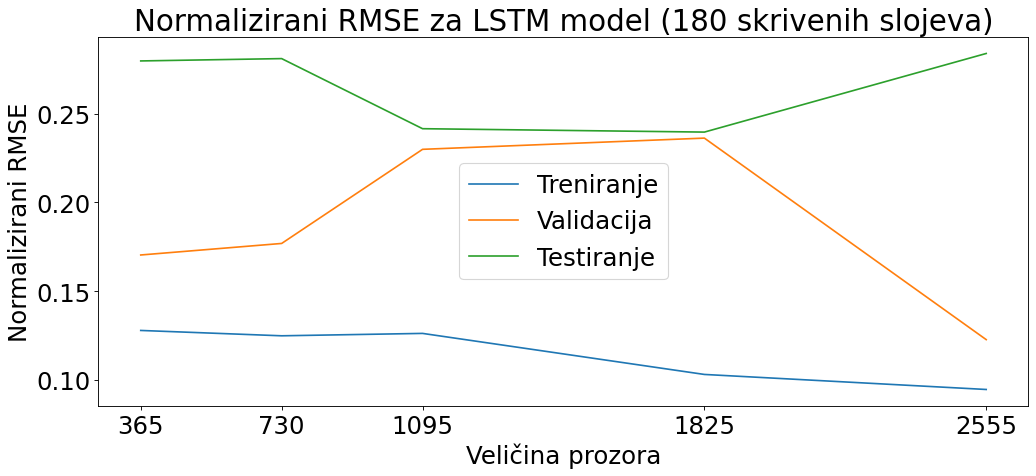 Normalizirani RMSE za LSTM model (180 skrivenih slojeva)
Normalizirani RMSE
0.25
0.20
0.15
0.10
Treniranje
Validacija
Testiranje
365 730 1095 1825 2555
Veličina prozora